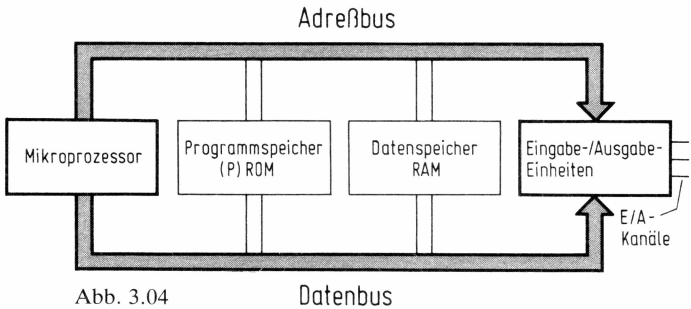 Adreßbus
Mikroprozessor
Programmspeicher
(P) ROM
Datenspeicher
RAM
Eingabe-/Ausgabe-
Einheiten
E/A-
Kanäle
Abb. 3.04
Datenbus